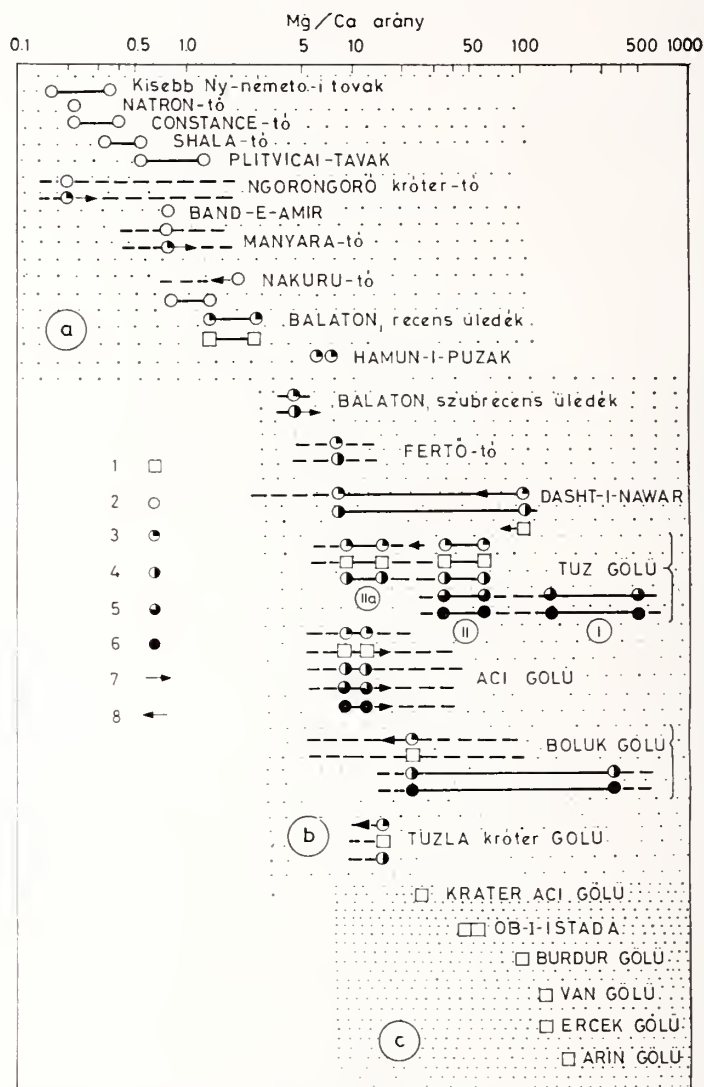 Mg/Ca arány
0.1 0.5 1.0 5 10 50 100 500 1000
Kisebb Ny-németo.-i tavak
NATRON-tó
CONSTANCE-tó
SHALA-tó
PLITVICAI-TAVAK
NGORONGORÓ kráter-tó
BAND-E-AMIR
MANYARA-tó
NAKURU-tó
a
BALATON, recens üledék
HAMUN-I-PUZAK
BALATON, szubrecens üledék
FERTŐ-tó
1
2
DASHT-I-NAWAR
3
4
TUZ GÖLÜ
IIa
5
II I
6
7
ACI GÖLÜ
8
BOLUK GÖLÜ
b
TUZLA kráter GÖLÜ
KRATER ACI GÖLÜ
OB-I-ISTADA
BURDUR GÖLÜ
VAN GÖLÜ
c
ERCEK GÖLÜ
ARIN GÖLÜ